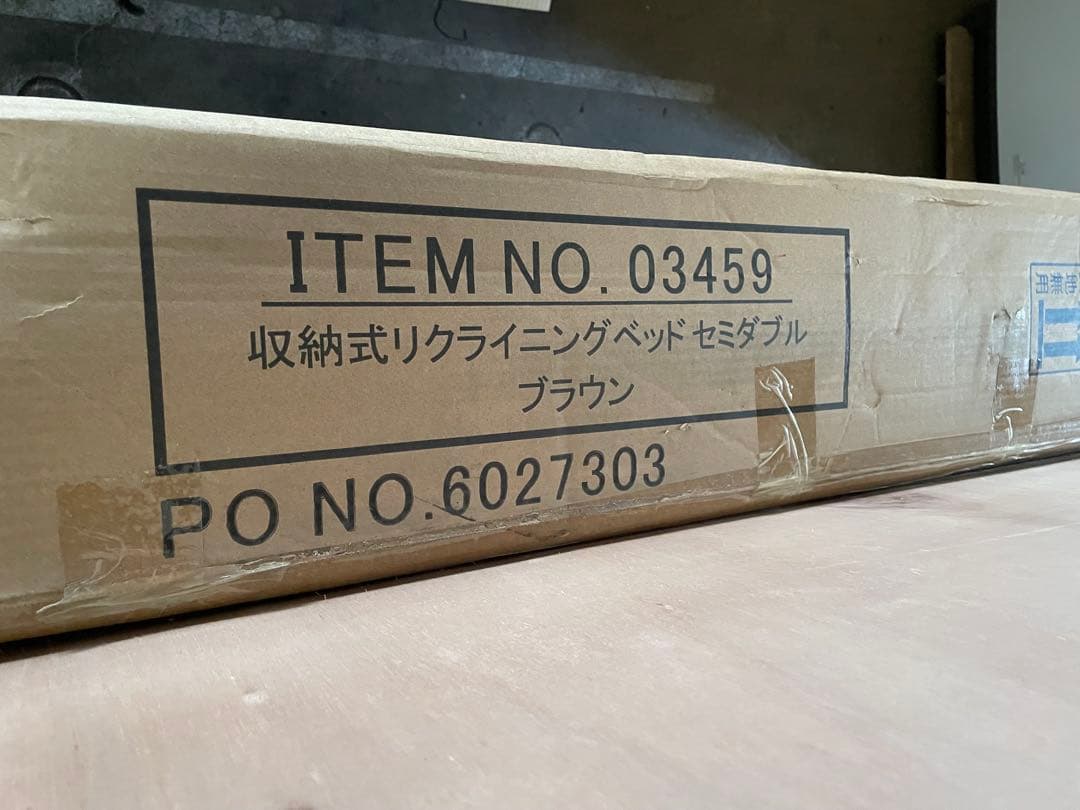 ITEM NO. 03459
収納式リクライニングベッド セミダブル
ブラウン
PO NO.6027303